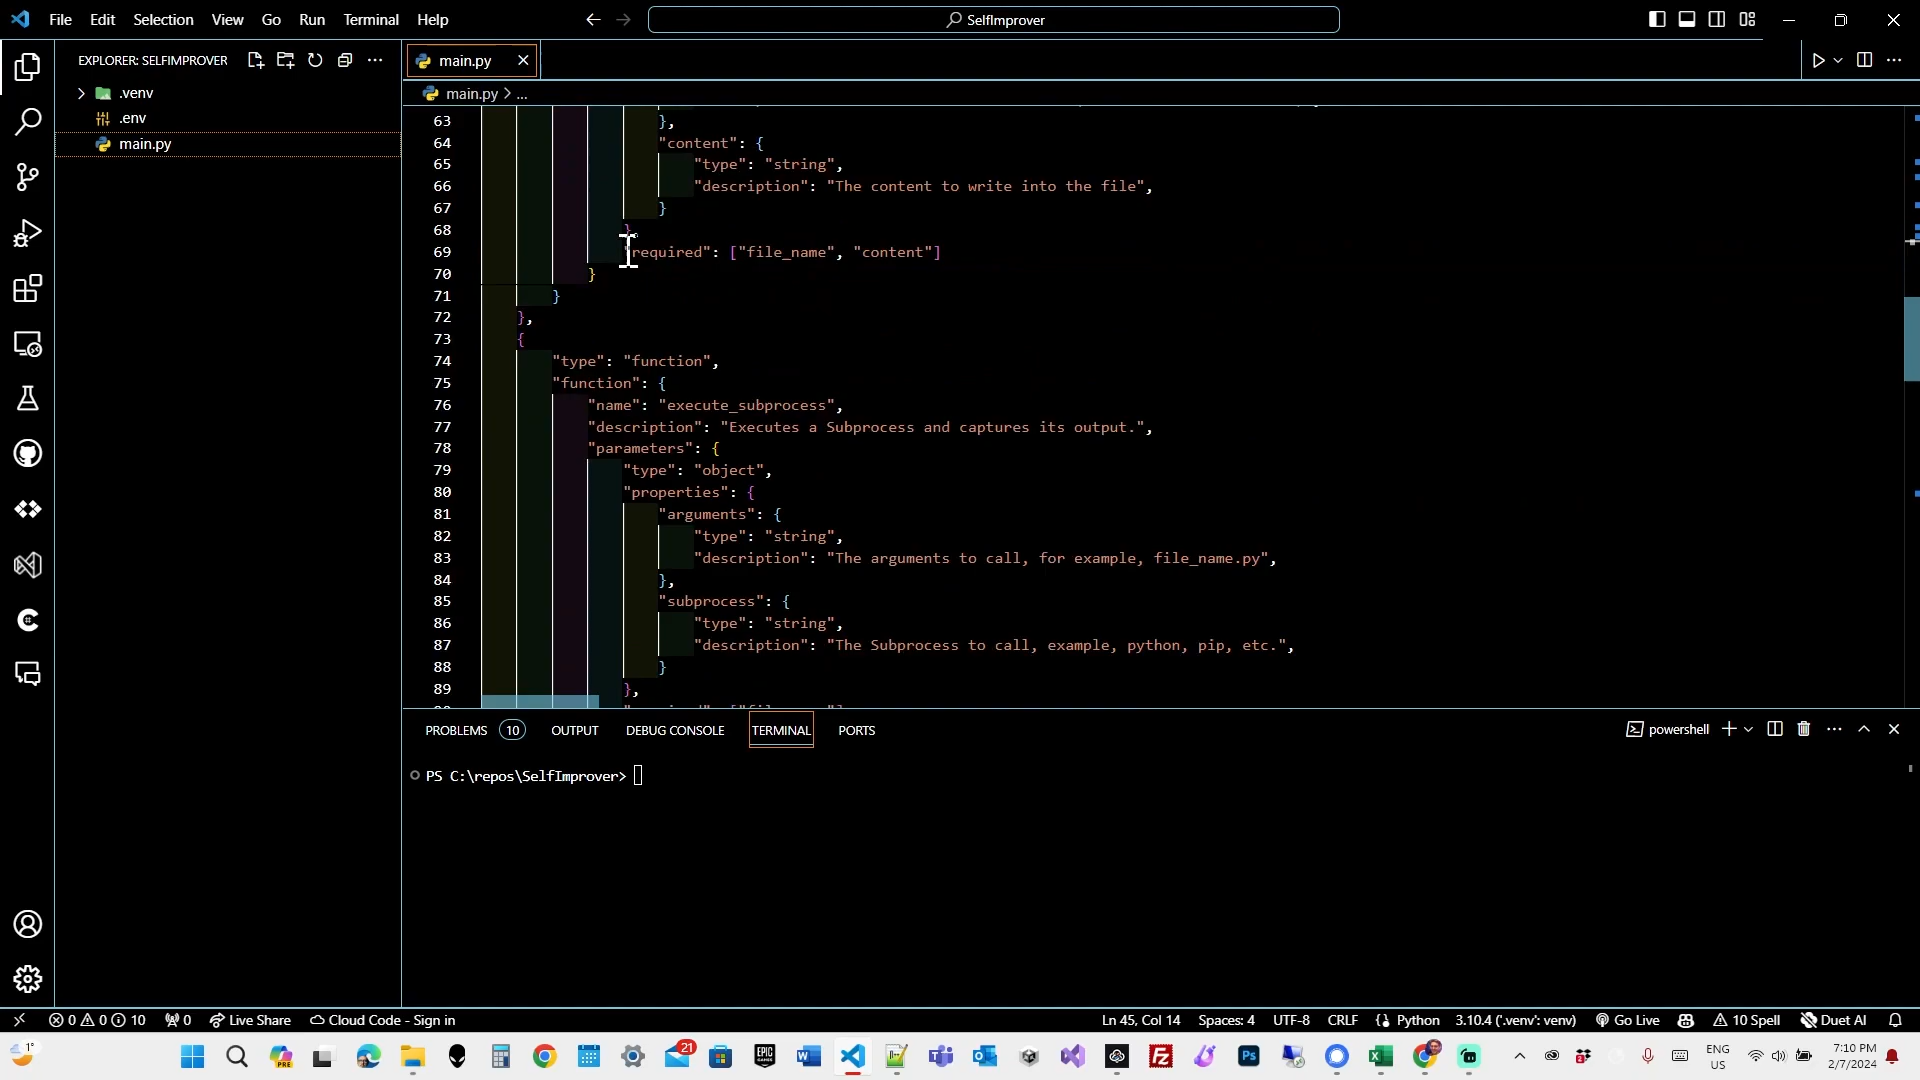 File Edit Selection View Go Run Terminal Help
SelfImprover
EXPLORER: SELFIMPROVER
main.py
.venv
.env
main.py
main.py > ...
63 },
64 "content": {
65 "type": "string",
66 "description": "The content to write into the file",
67 }
68 }
69 "required": ["file_name", "content"]
70 }
71 }
72 },
73 {
74 "type": "function",
75 "function": {
76 "name": "execute_subprocess",
77 "description": "Executes a Subprocess and captures its output.",
78 "parameters": {
79 "type": "object",
80 "properties": {
81 "arguments": {
82 "type": "string",
83 "description": "The arguments to call, for example, file_name.py",
84 },
85 "subprocess": {
86 "type": "string",
87 "description": "The Subprocess to call, example, python, pip, etc.",
88 }
89 },
PROBLEMS 10 OUTPUT DEBUG CONSOLE TERMINAL PORTS
powershell
PS C:\repos\SelfImprover>
0 0 10 0 Live Share Cloud Code - Sign in
Ln 45, Col 14 Spaces: 4 UTF-8 CRLF Python 3.10.4 ('.venv': venv) Go Live 10 Spell Duet AI
1°
PRE
21
EPIC GAMES
Ps
ENG
US
7:10 PM
2/7/2024